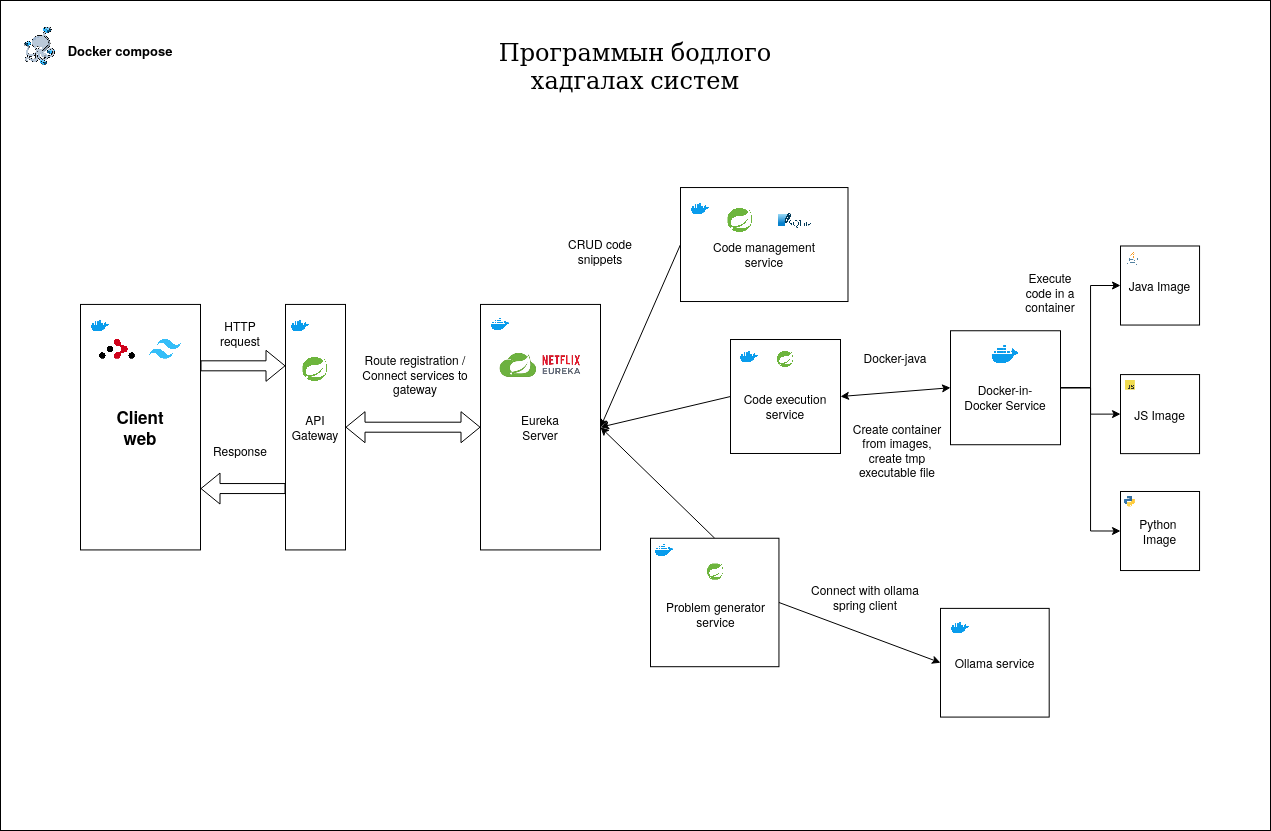 Docker compose
Программын бодлого
хадгалах систем
CRUD code
snippets
SQLite
Code management
service
Execute
code in a
container
Java Image
HTTP
request
Route registration /
Connect services to
gateway
NETFLIX
EUREKA
Docker-java
Code execution
service
Docker-in-
Docker Service
JS
JS Image
Client
web
API
Gateway
Eureka
Server
Response
Create container
from images,
create tmp
executable file
Python
Image
Problem generator
service
Connect with ollama
spring client
Ollama service